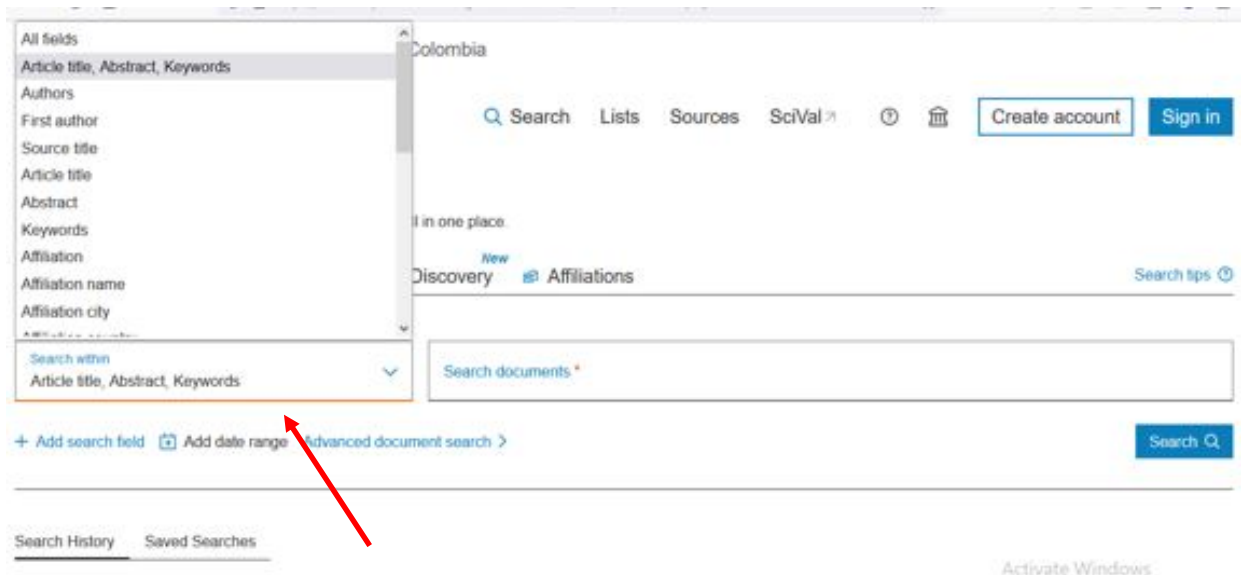 All fields
Article title, Abstract, Keywords
Authors
First author
Source title
Article title
Abstract
Keywords
Affiliation
Affiliation name
Affiliation city
Affiliation country
Colombia
Search Lists Sources SciVal Create account Sign in
in one place.
New
Discovery Affiliations Search tips
Search within
Article title, Abstract, Keywords
Search documents *
+ Add search field Add date range Advanced document search >
Search
Search History Saved Searches
Activate Windows